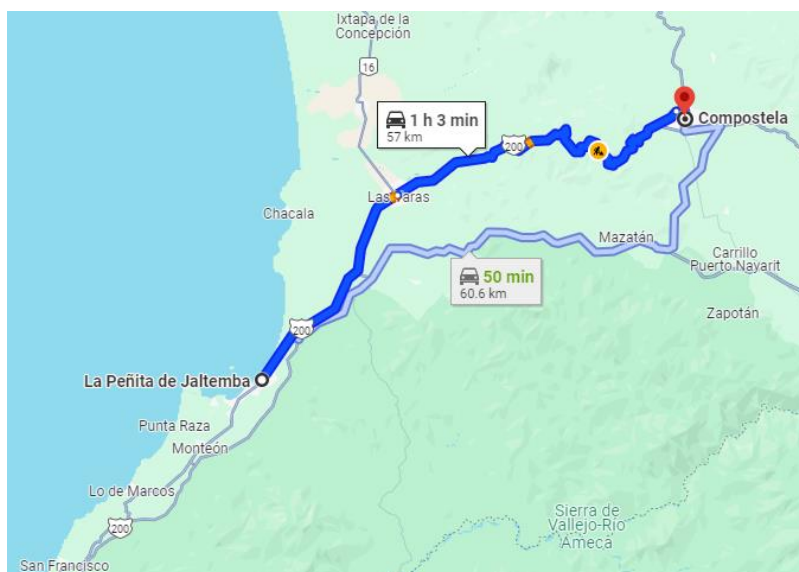 Ixtapa de la
Concepción
16
1 h 3 min
57 km
Compostela
200
Las Varas
Chacala
Mazatán
Carrillo
Puerto Nayarit
50 min
60.6 km
Zapotán
200
La Peñita de Jaltemba
Punta Raza
Monteón
Lo de Marcos
200
Sierra de
Vallejo-Río
Ameca
San Francisco